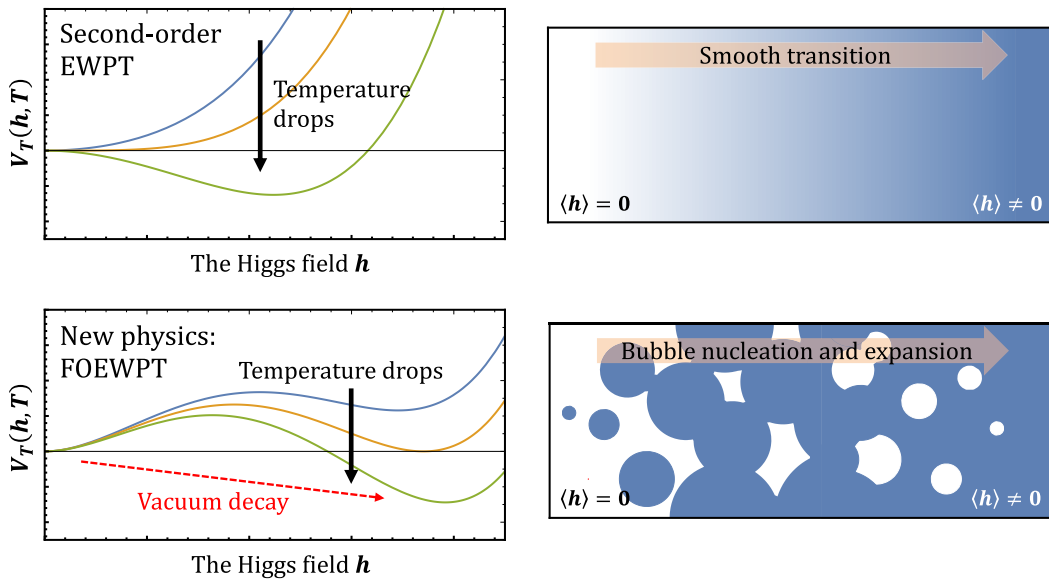 Second-order
EWPT
Temperature
drops
V_T(h, T)
The Higgs field h
Smooth transition
⟨h⟩ = 0
⟨h⟩ ≠ 0
New physics:
FOEWPT
Temperature drops
Vacuum decay
V_T(h, T)
The Higgs field h
Bubble nucleation and expansion
⟨h⟩ = 0
⟨h⟩ ≠ 0